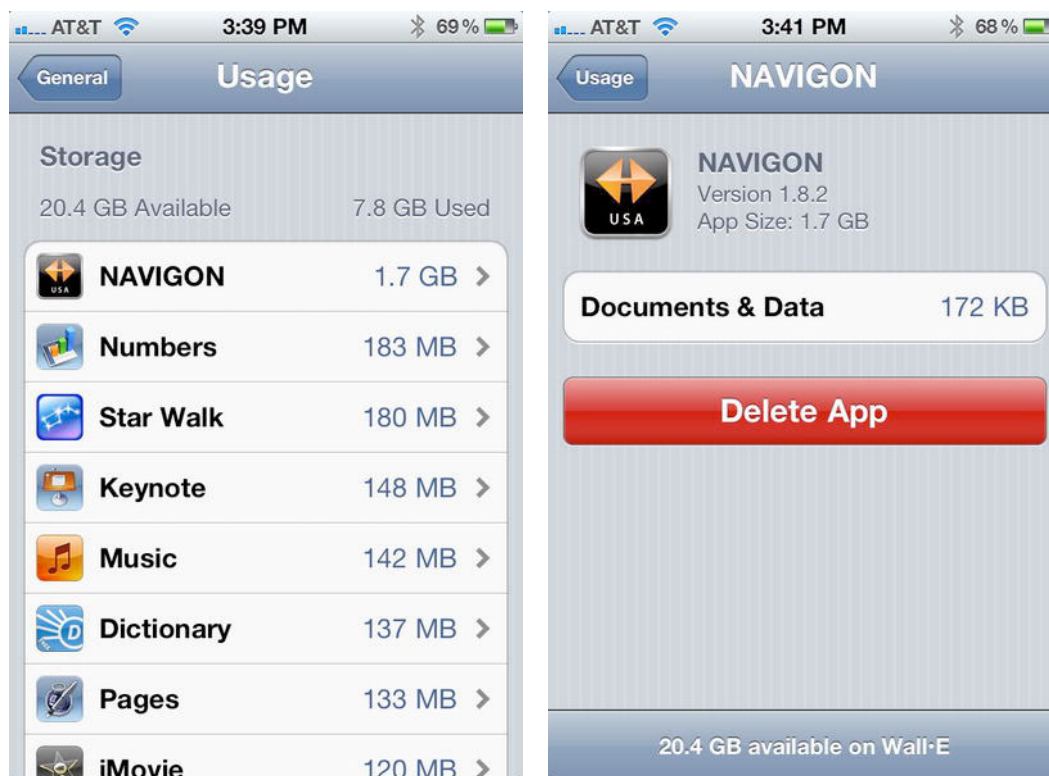 AT&T 3:39 PM 69%
General Usage
Storage
20.4 GB Available 7.8 GB Used
USA
NAVIGON 1.7 GB
Numbers 183 MB
Star Walk 180 MB
Keynote 148 MB
Music 142 MB
D
FREE
Dictionary 137 MB
Pages 133 MB
iMovie 120 MB
AT&T 3:41 PM 68%
Usage NAVIGON
USA
NAVIGON
Version 1.8.2
App Size: 1.7 GB
Documents & Data 172 KB
Delete App
20.4 GB available on Wall·E